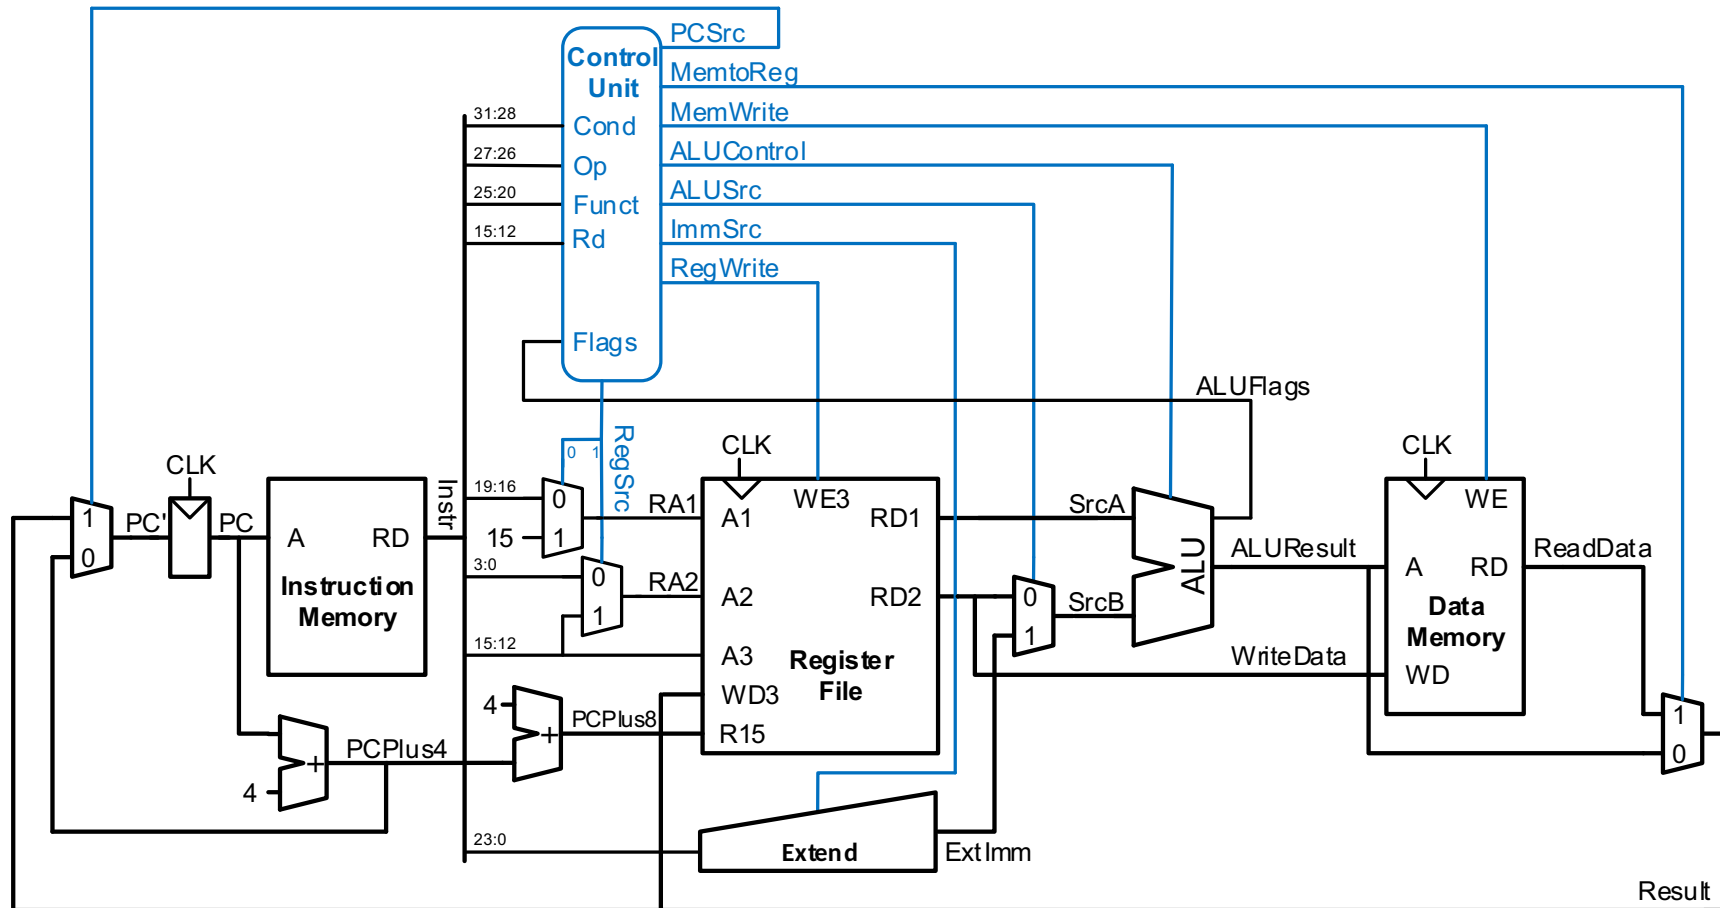 PCSrc
Control
Unit
MemtoReg
MemWrite
31:28
Cond
ALUControl
27:26
Op
ALUSrc
25:20
Funct
ImmSrc
15:12
Rd
RegWrite
Flags
ALUFlags
RegSrc
0 1
CLK
CLK
CLK
Instr
19:16
0
RA1
A1
WE3
RD1
SrcA
WE
1
PC'
PC
A
RD
15
1
0
ALU
ALUResult
ReadData
Instruction
Memory
3:0
0
RA2
A2
RD2
0
SrcB
A
RD
Data
Memory
1
1
15:12
A3
Register
File
WriteData
WD
4
WD3
PCPlus8
+
R15
1
PCPlus4
+
0
4
23:0
Extend
ExtImm
Result